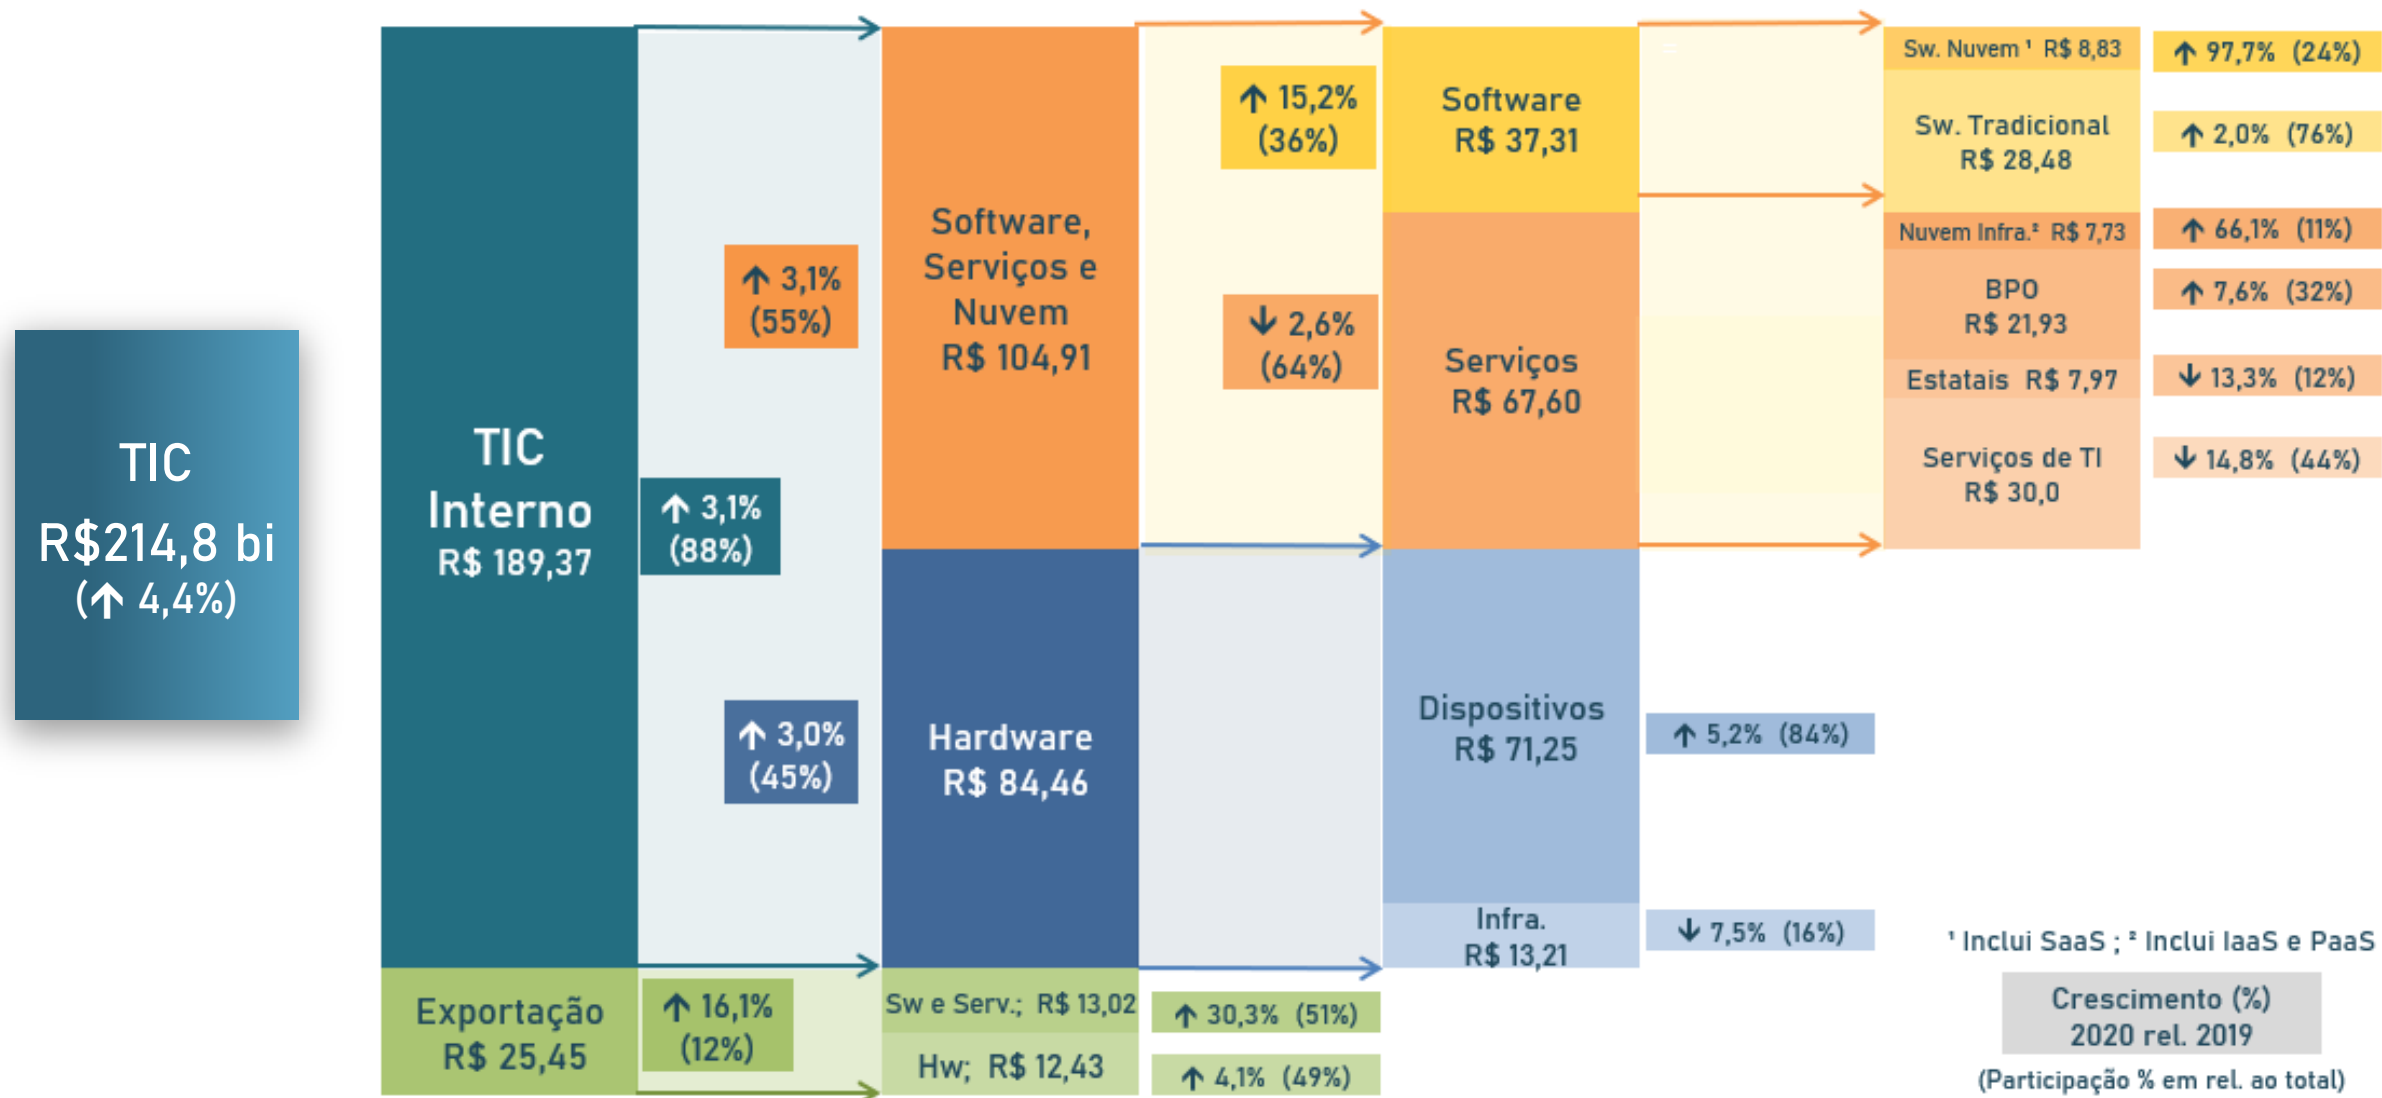 TIC
R$214,8 bi
(↑ 4,4%)
TIC
Interno
R$ 189,37
↑ 3,1%
(88%)
Exportação
R$ 25,45
↑ 16,1%
(12%)
↑ 3,1%
(55%)
Software,
Serviços e
Nuvem
R$ 104,91
↑ 3,0%
(45%)
Hardware
R$ 84,46
Sw e Serv.; R$ 13,02
↑ 30,3% (51%)
Hw; R$ 12,43
↑ 4,1% (49%)
↑ 15,2%
(36%)
Software
R$ 37,31
↓ 2,6%
(64%)
Serviços
R$ 67,60
Dispositivos
R$ 71,25
↑ 5,2% (84%)
Infra.
R$ 13,21
↓ 7,5% (16%)
Sw. Nuvem ¹ R$ 8,83
↑ 97,7% (24%)
Sw. Tradicional
R$ 28,48
↑ 2,0% (76%)
Nuvem Infra.² R$ 7,73
↑ 66,1% (11%)
BPO
R$ 21,93
↑ 7,6% (32%)
Estatais R$ 7,97
↓ 13,3% (12%)
Serviços de TI
R$ 30,0
↓ 14,8% (44%)
¹ Inclui SaaS ; ² Inclui IaaS e PaaS
Crescimento (%)
2020 rel. 2019
(Participação % em rel. ao total)